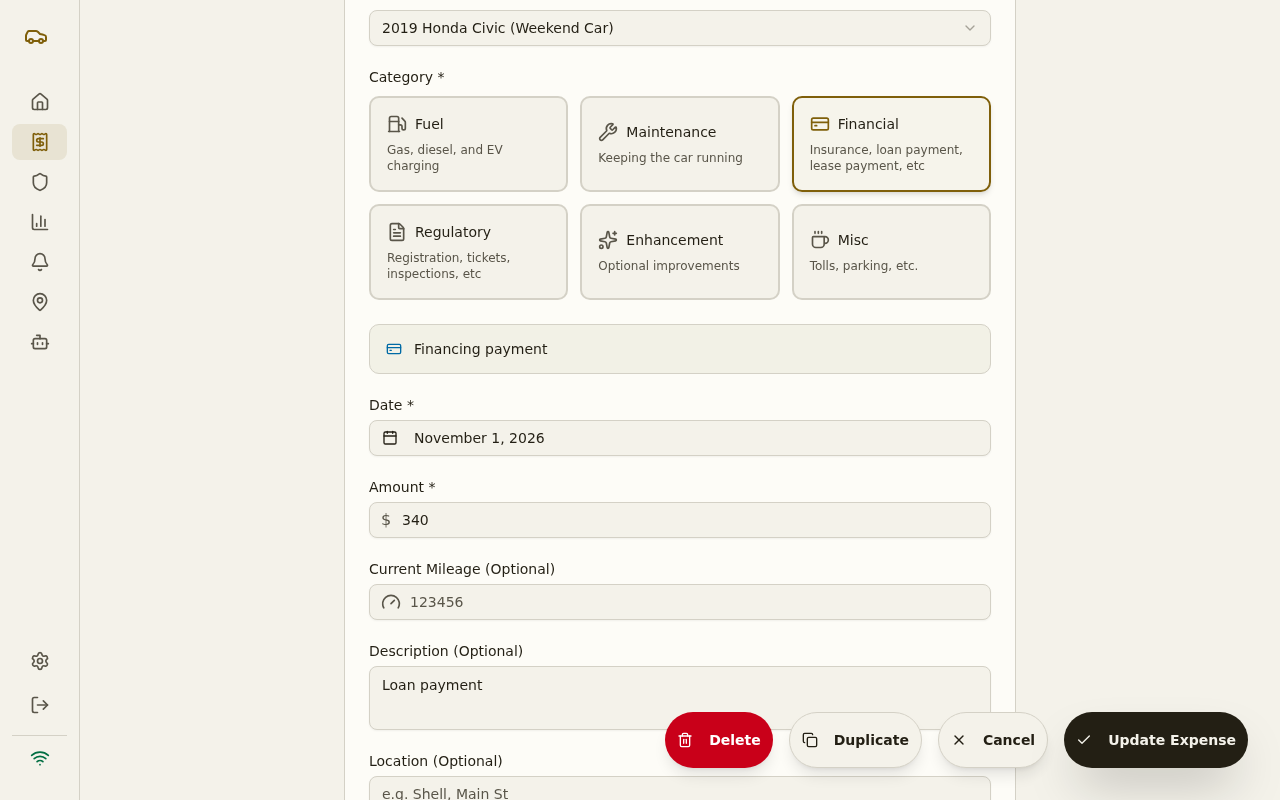 2019 Honda Civic (Weekend Car)
Category *
Fuel
Gas, diesel, and EV
charging
Maintenance
Keeping the car running
Financial
Insurance, loan payment,
lease payment, etc
Regulatory
Registration, tickets,
inspections, etc
Enhancement
Optional improvements
Misc
Tolls, parking, etc.
Financing payment
Date *
November 1, 2026
Amount *
$ 340
Current Mileage (Optional)
123456
Description (Optional)
Loan payment
Delete
Duplicate
Cancel
Update Expense
Location (Optional)
e.g. Shell, Main St